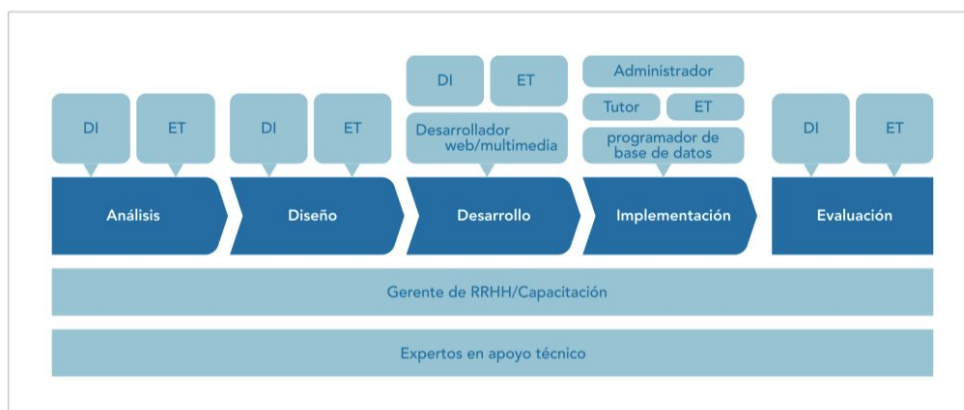 DI
ET
DI
ET
DI
ET
Desarrollador
web/multimedia
Administrador
Tutor
ET
programador de
base de datos
DI
ET
Análisis
Diseño
Desarrollo
Implementación
Evaluación
Gerente de RRHH/Capacitación
Expertos en apoyo técnico